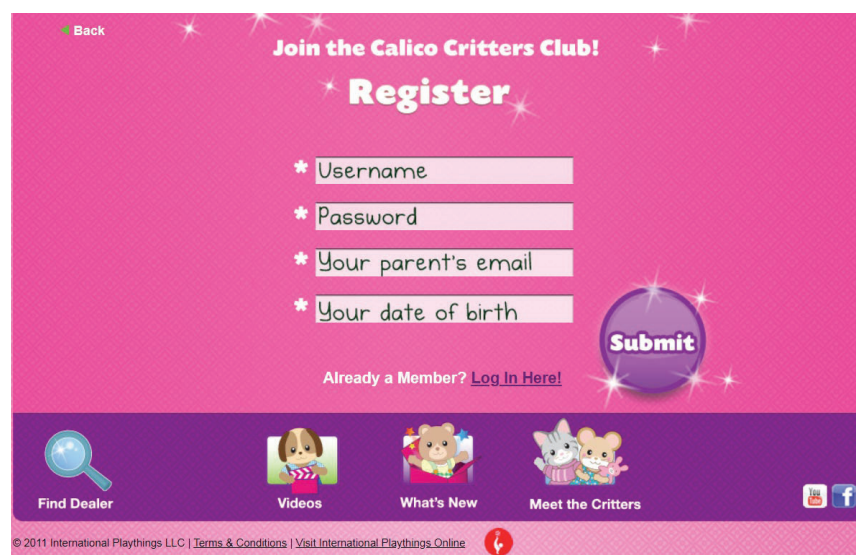 Back
Join the Calico Critters Club!
Register
* Username
* Password
* Your parent's email
* Your date of birth
Submit
Already a Member? Log In Here!
Find Dealer
Videos
What's New
Meet the Critters
You Tube
f
© 2011 International Playthings LLC | Terms & Conditions | Visit International Playthings Online